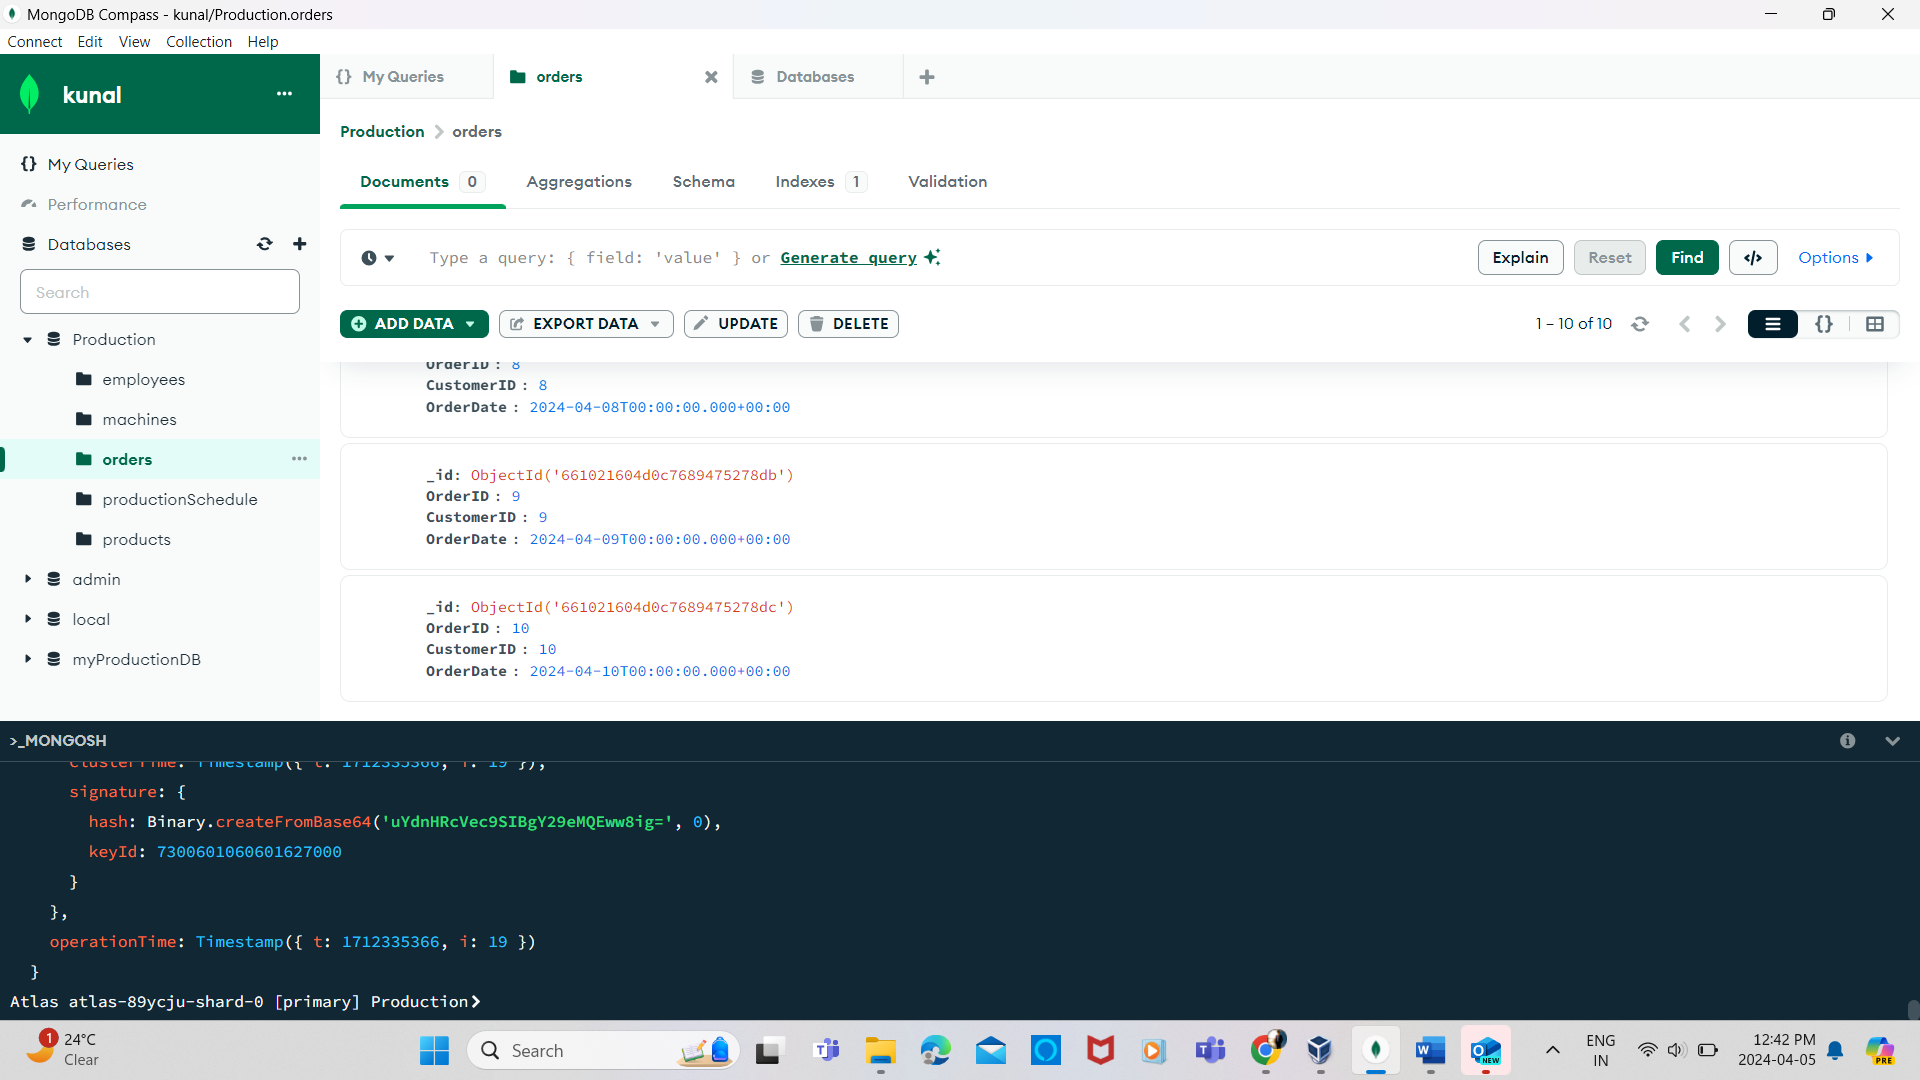 MongoDB Compass - kunal/Production.orders
Connect Edit View Collection Help
kunal
My Queries
orders
Databases
Production > orders
My Queries
Performance
Databases
Search
Production
employees
machines
orders
productionSchedule
products
admin
local
myProductionDB
Documents 0 Aggregations Schema Indexes 1 Validation
Type a query: { field: 'value' } or Generate query
Explain Reset Find </> Options
ADD DATA EXPORT DATA UPDATE DELETE 1 – 10 of 10 {}
OrderID : 8
CustomerID : 8
OrderDate : 2024-04-08T00:00:00.000+00:00
_id: ObjectId('661021604d0c7689475278db')
OrderID : 9
CustomerID : 9
OrderDate : 2024-04-09T00:00:00.000+00:00
_id: ObjectId('661021604d0c7689475278dc')
OrderID : 10
CustomerID : 10
OrderDate : 2024-04-10T00:00:00.000+00:00
>_MONGOSH
clusterTime: Timestamp({ t: 1712335366, i: 19 }),
signature: {
hash: Binary.createFromBase64('uYdnHRcVec9SIBgY29eMQEww8ig=', 0),
keyId: 7300601060601627000
}
},
operationTime: Timestamp({ t: 1712335366, i: 19 })
}
Atlas atlas-89ycju-shard-0 [primary] Production>
1
24°C
Clear
Search
NEW
ENG
IN
12:42 PM
2024-04-05
PRE